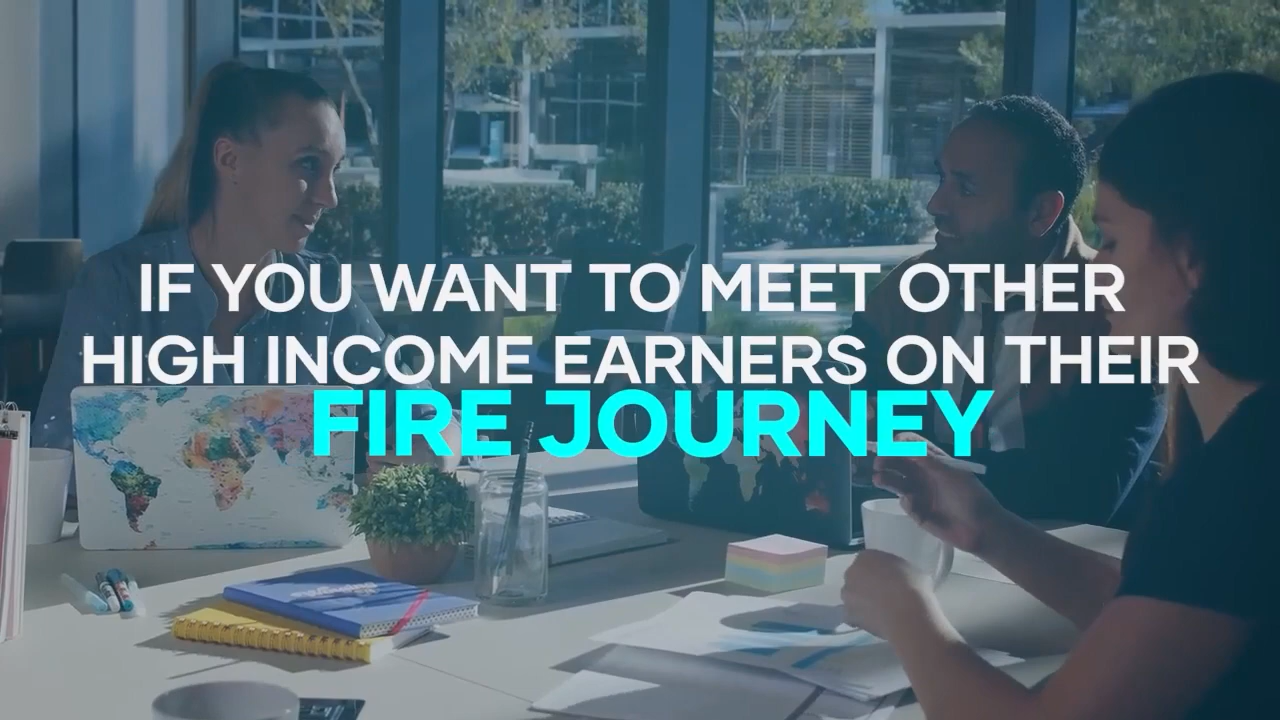 IF YOU WANT TO MEET OTHER
HIGH INCOME EARNERS ON THEIR
FIRE JOURNEY